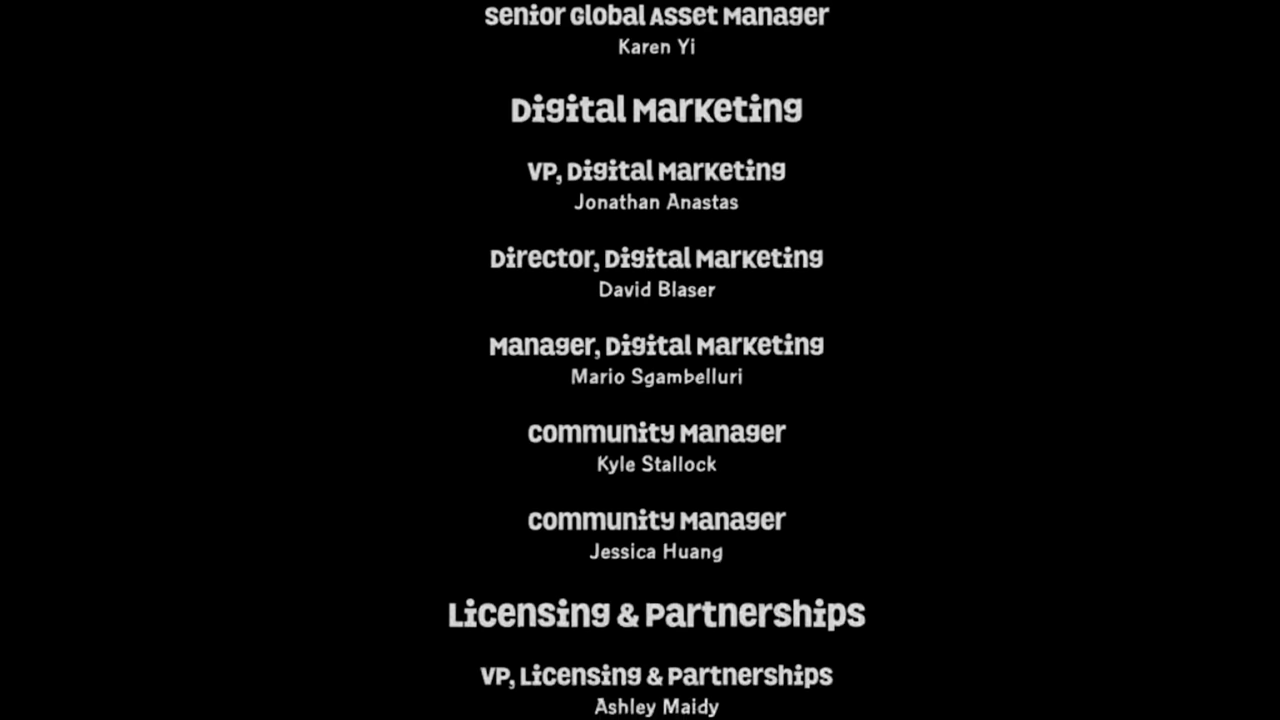 Senior Global Asset Manager
Karen Yi
Digital Marketing
VP, Digital Marketing
Jonathan Anastas
Director, Digital Marketing
David Blaser
Manager, Digital Marketing
Mario Sgambelluri
Community Manager
Kyle Stallock
Community Manager
Jessica Huang
Licensing & Partnerships
VP, Licensing & Partnerships
Ashley Maidy